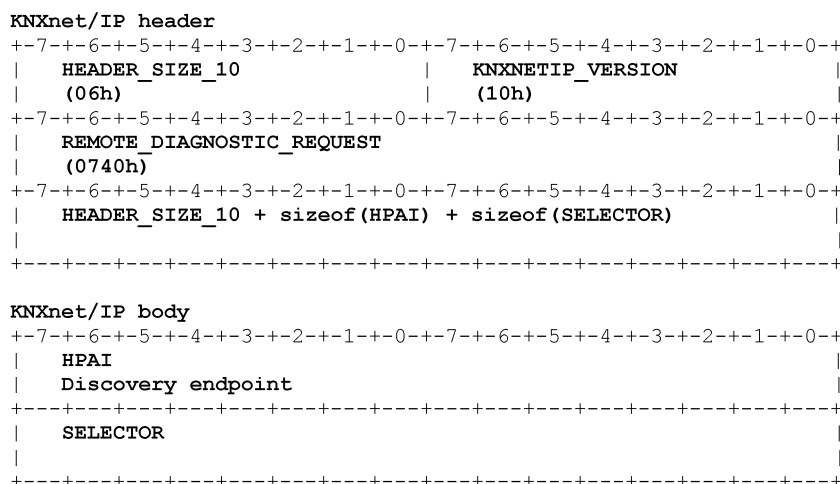 KNXnet/IP header
+-7-+-6-+-5-+-4-+-3-+-2-+-1-+-0-+-7-+-6-+-5-+-4-+-3-+-2-+-1-+-0-+
|   HEADER_SIZE_10              |   KNXNETIP_VERSION            |
|   (06h)                       |   (10h)                       |
+-7-+-6-+-5-+-4-+-3-+-2-+-1-+-0-+-7-+-6-+-5-+-4-+-3-+-2-+-1-+-0-+
|   REMOTE_DIAGNOSTIC_REQUEST                                   |
|   (0740h)                                                     |
+-7-+-6-+-5-+-4-+-3-+-2-+-1-+-0-+-7-+-6-+-5-+-4-+-3-+-2-+-1-+-0-+
|   HEADER_SIZE_10 + sizeof(HPAI) + sizeof(SELECTOR)            |
|                                                               |
+---+---+---+---+---+---+---+---+---+---+---+---+---+---+---+---+
KNXnet/IP body
+-7-+-6-+-5-+-4-+-3-+-2-+-1-+-0-+-7-+-6-+-5-+-4-+-3-+-2-+-1-+-0-+
|   HPAI                                                        |
|   Discovery endpoint                                          |
+---+---+---+---+---+---+---+---+---+---+---+---+---+---+---+---+
|   SELECTOR                                                    |
|                                                               |
+---+---+---+---+---+---+---+---+---+---+---+---+---+---+---+---+